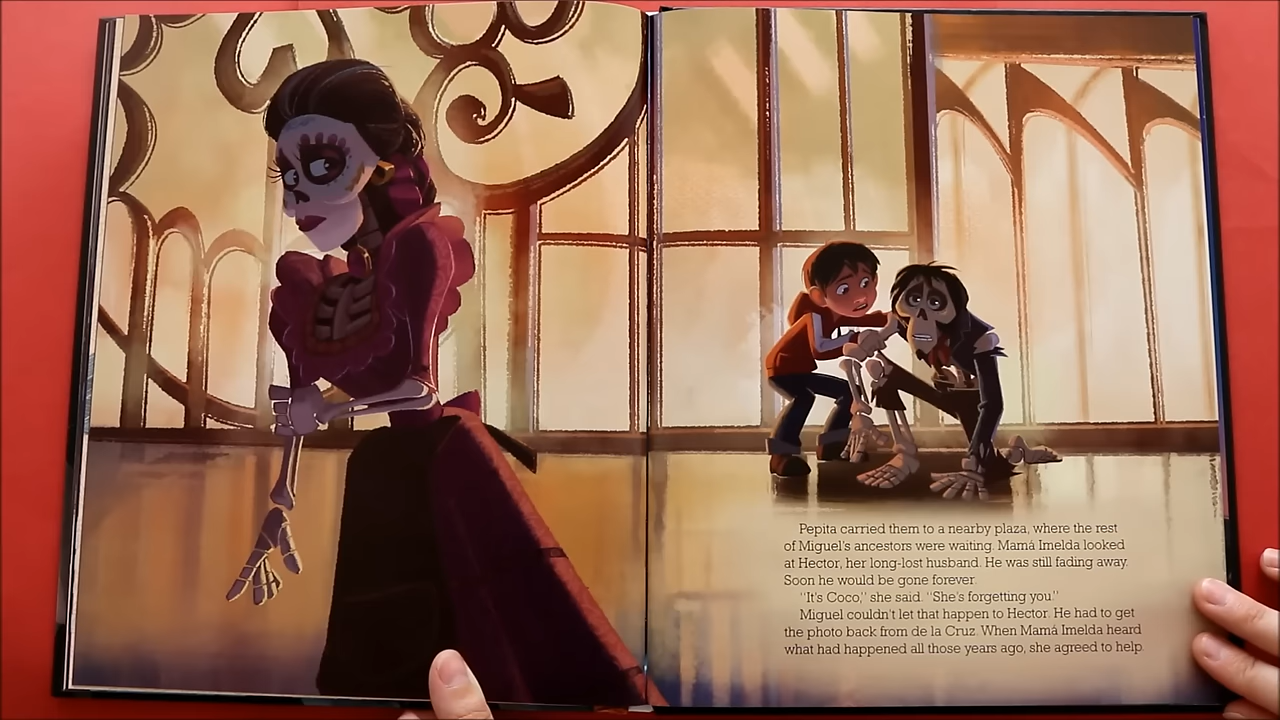 Pepita carried them to a nearby plaza, where the rest
of Miguel's ancestors were waiting. Mamá Imelda looked
at Hector, her long-lost husband. He was still fading away.
Soon he would be gone forever.
"It's Coco," she said. "She's forgetting you."
Miguel couldn't let that happen to Hector. He had to get
the photo back from de la Cruz. When Mamá Imelda heard
what had happened all those years ago, she agreed to help.